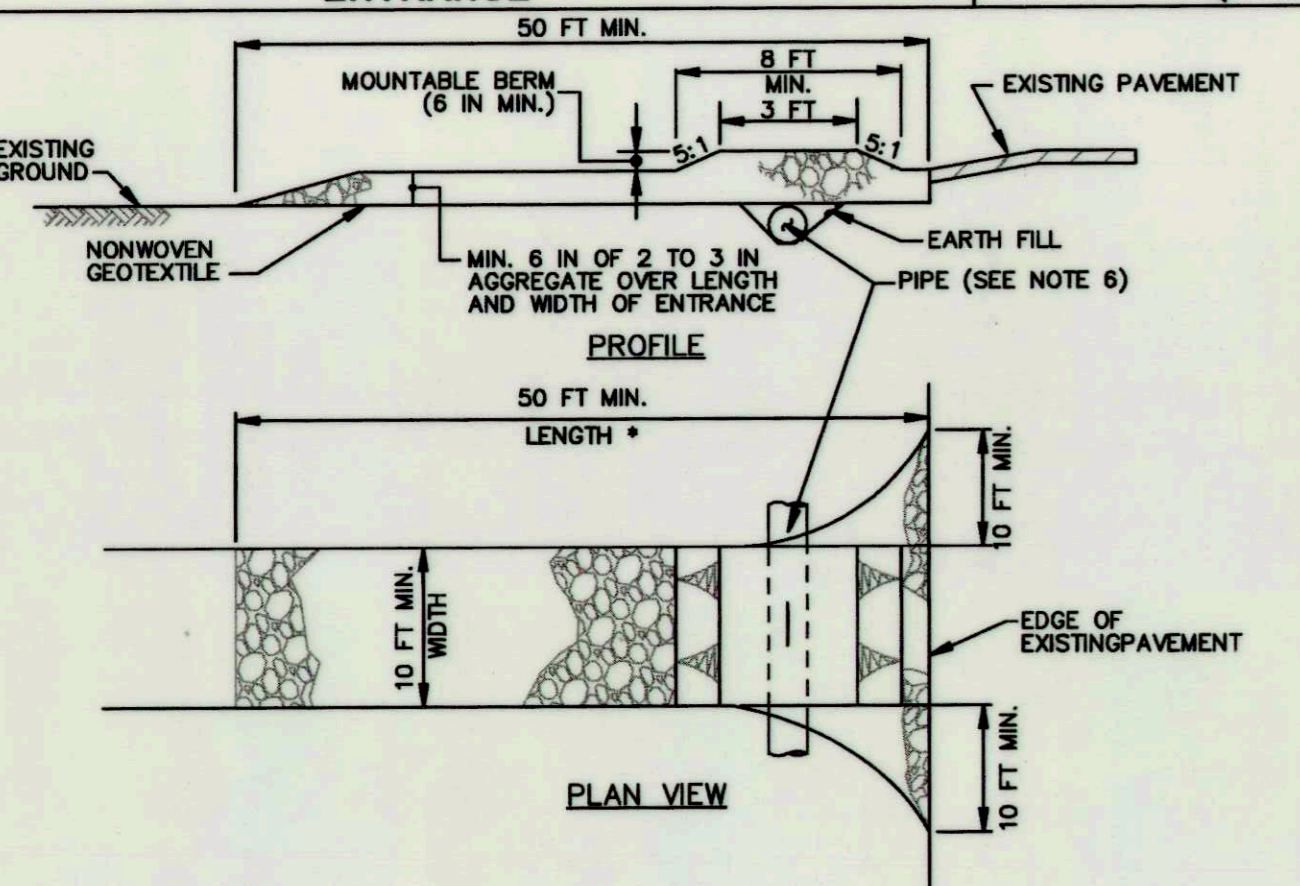 50 FT MIN.
8 FT
MIN.
3 FT
MOUNTABLE BERM
(6 IN MIN.)
EXISTING PAVEMENT
EXISTING
GROUND
5:1
5:1
NONWOVEN
GEOTEXTILE
MIN. 6 IN OF 2 TO 3 IN
AGGREGATE OVER LENGTH
AND WIDTH OF ENTRANCE
EARTH FILL
PIPE (SEE NOTE 6)
PROFILE
50 FT MIN.
LENGTH *
10 FT MIN.
10 FT MIN.
WIDTH
EDGE OF
EXISTINGPAVEMENT
10 FT MIN.
PLAN VIEW